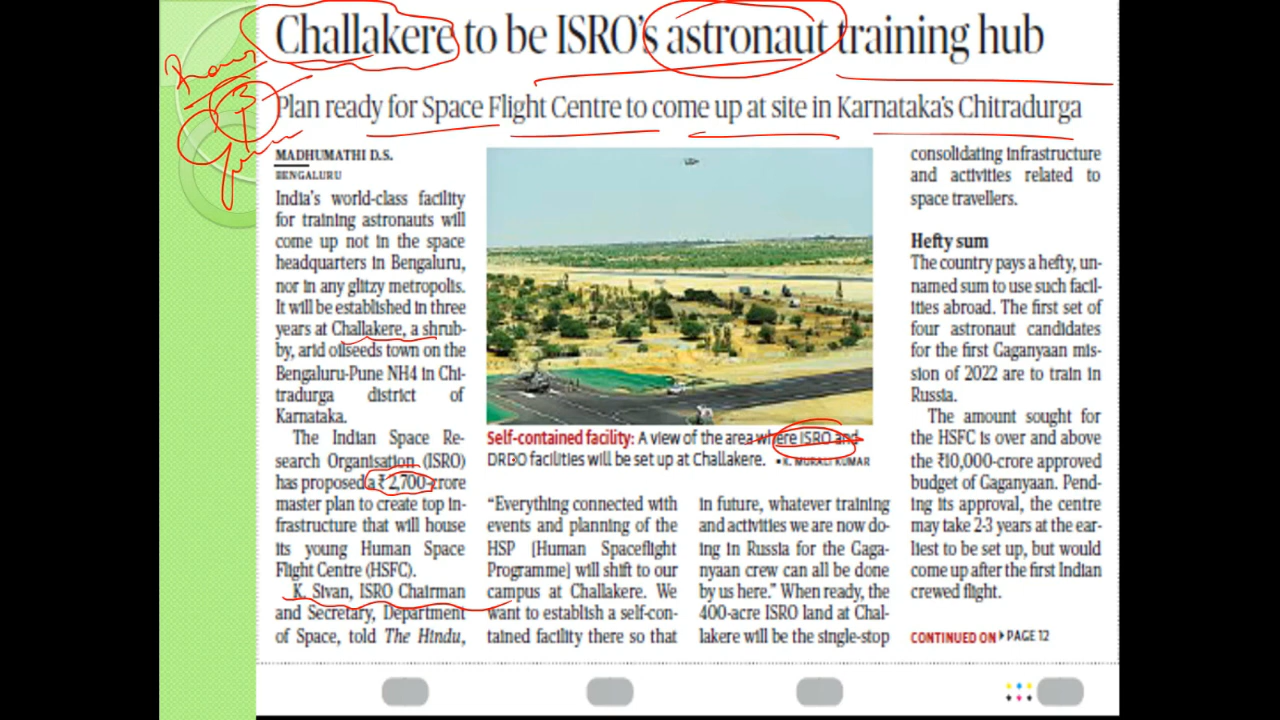 Challakere to be ISRO's astronaut training hub
Plan ready for Space Flight Centre to come up at site in Karnataka's Chitradurga
MADHUMATHI D.S.
BENGALURU
India's world-class facility
for training astronauts will
come up not in the space
headquarters in Bengaluru,
nor in any glitzy metropolis.
It will be established in three
years at Challakere, a shrub-
by, arid oilseeds town on the
Bengaluru-Pune NH4 in Chi-
tradurga district of
Karnataka.
The Indian Space Re-
search Organisation (ISRO)
has proposed a ₹2,700-crore
master plan to create top in-
frastructure that will house
its young Human Space
Flight Centre (HSFC).
K. Sivan, ISRO Chairman
and Secretary, Department
of Space, told The Hindu,
Self-contained facility: A view of the area where ISRO and
DRDO facilities will be set up at Challakere. • K. MURALI KUMAR
"Everything connected with
events and planning of the
HSP [Human Spaceflight
Programme] will shift to our
campus at Challakere. We
want to establish a self-con-
tained facility there so that
in future, whatever training
and activities we are now do-
ing in Russia for the Gaga-
nyaan crew can all be done
by us here." When ready, the
400-acre ISRO land at Chal-
lakere will be the single-stop
consolidating infrastructure
and activities related to
space travellers.
Hefty sum
The country pays a hefty, un-
named sum to use such facil-
ities abroad. The first set of
four astronaut candidates
for the first Gaganyaan mis-
sion of 2022 are to train in
Russia.
The amount sought for
the HSFC is over and above
the ₹10,000-crore approved
budget of Gaganyaan. Pend-
ing its approval, the centre
may take 2-3 years at the ear-
liest to be set up, but would
come up after the first Indian
crewed flight.
CONTINUED ON ▸ PAGE 12